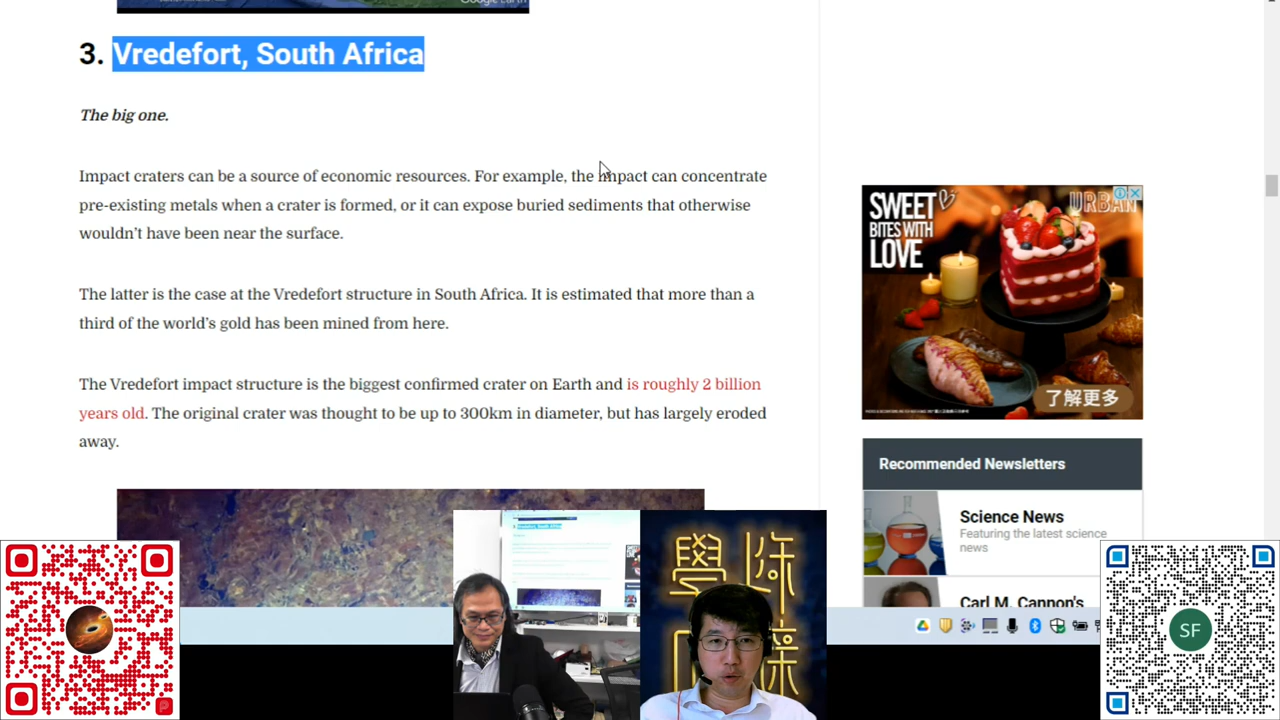 Google Earth
3. Vredefort, South Africa
The big one.
Impact craters can be a source of economic resources. For example, the impact can concentrate
pre-existing metals when a crater is formed, or can expose buried sediments that otherwise
wouldn't have been near the surface.
The latter is the case at the Vredefort structure in South Africa. It is estimated that more than a
third of the world's gold has been mined from here.
The Vredefort impact structure is the biggest confirmed crater on Earth and is roughly 2 billion
years old. The original crater was thought to be up to 300km in diameter, but has largely eroded
away.
SWEET
BITES WITH
LOVE
URBAN
了解更多
Recommended Newsletters
Science News
Featuring the latest science
news
Carl M. Cannon's
Vredefort, South Africa
學
SF